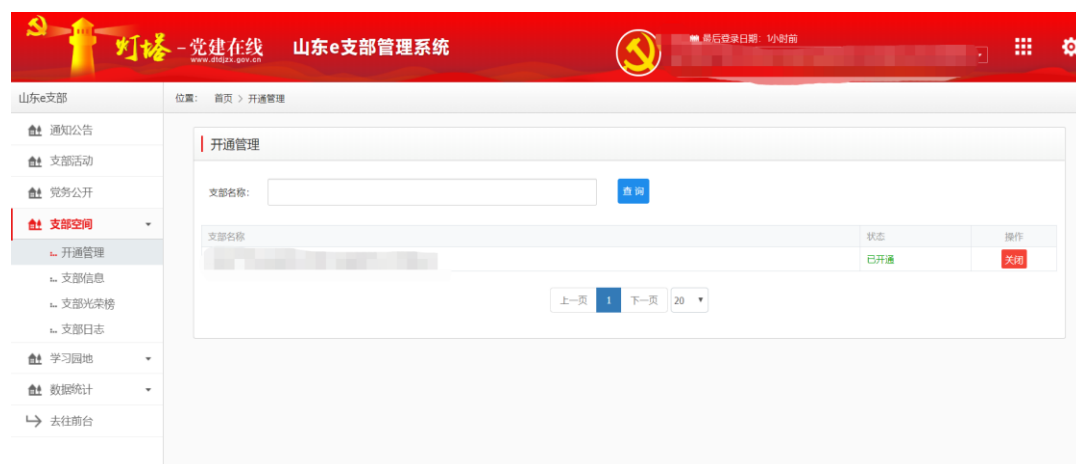 灯塔-党建在线 山东e支部管理系统
www.dtdjzx.gov.cn
最后登录日期: 1小时前
山东e支部
位置: 首页 > 开通管理
通知公告
支部活动
党务公开
支部空间
开通管理
支部信息
支部光荣榜
支部日志
学习园地
数据统计
去往前台
开通管理
支部名称:
查 询
支部名称 状态 操作
已开通 关闭
上一页 1 下一页 20